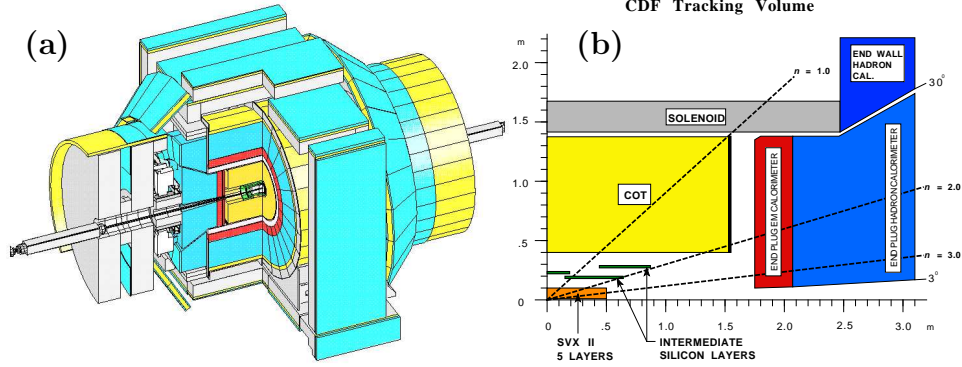 CDF Tracking Volume
(a)
(b)
m
2.0
1.5
1.0
.5
0
n = 1.0
END WALL
HADRON
CAL.
30°
SOLENOID
COT
END PLUG EM CALORIMETER
END PLUG HADRON CALORIMETER
n = 2.0
n = 3.0
3°
0
.5
1.0
1.5
2.0
2.5
3.0
m
SVX II
5 LAYERS
INTERMEDIATE
SILICON LAYERS